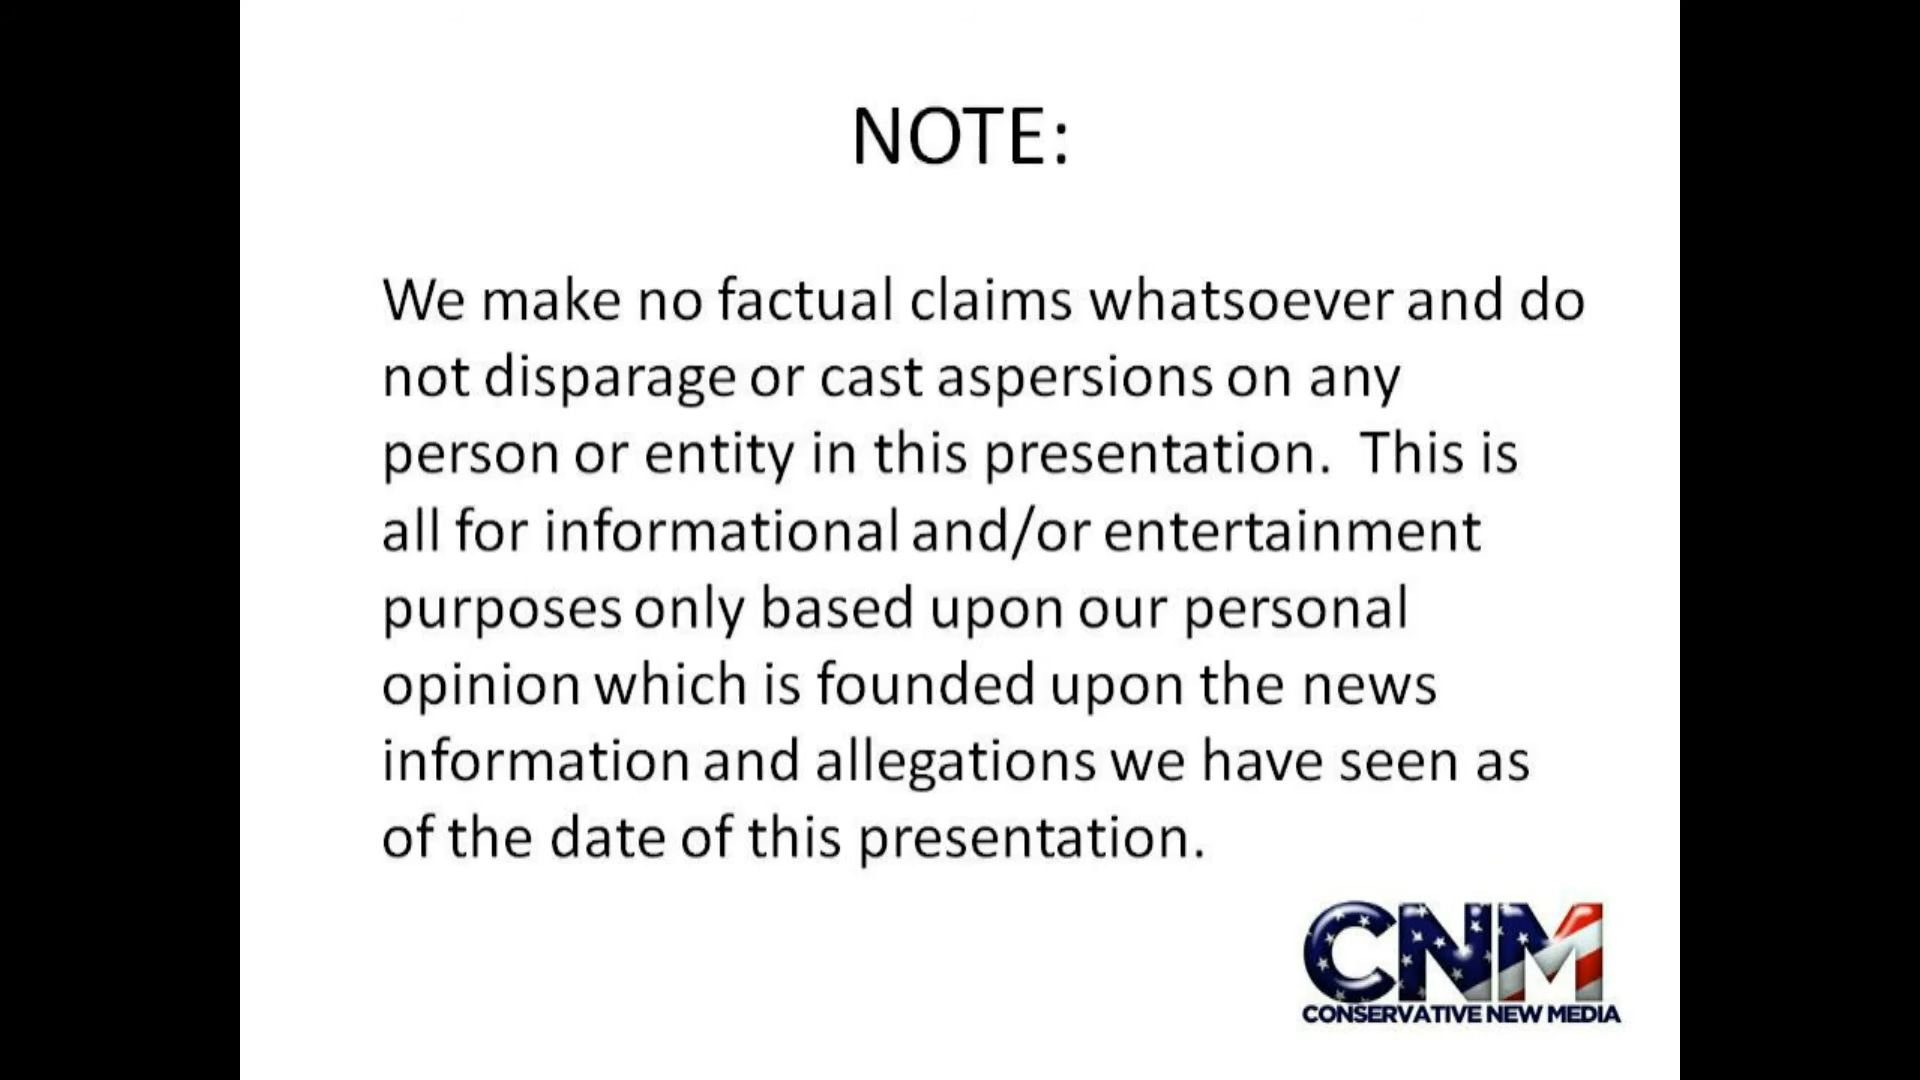 NOTE:
We make no factual claims whatsoever and do
not disparage or cast aspersions on any
person or entity in this presentation.  This is
all for informational and/or entertainment
purposes only based upon our personal
opinion which is founded upon the news
information and allegations we have seen as
of the date of this presentation.
CNM
CONSERVATIVE NEW MEDIA